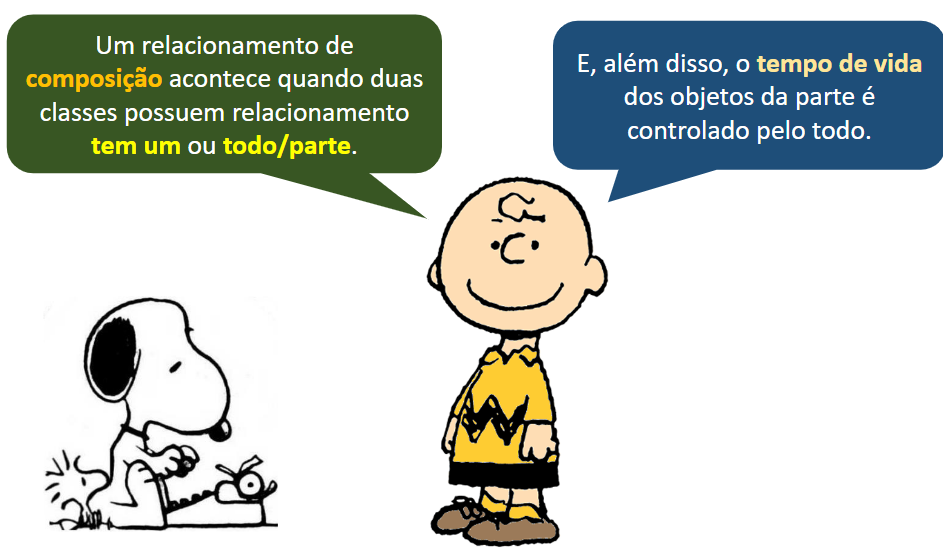 Um relacionamento de
composição acontece quando duas
classes possuem relacionamento
tem um ou todo/parte.
E, além disso, o tempo de vida
dos objetos da parte é
controlado pelo todo.